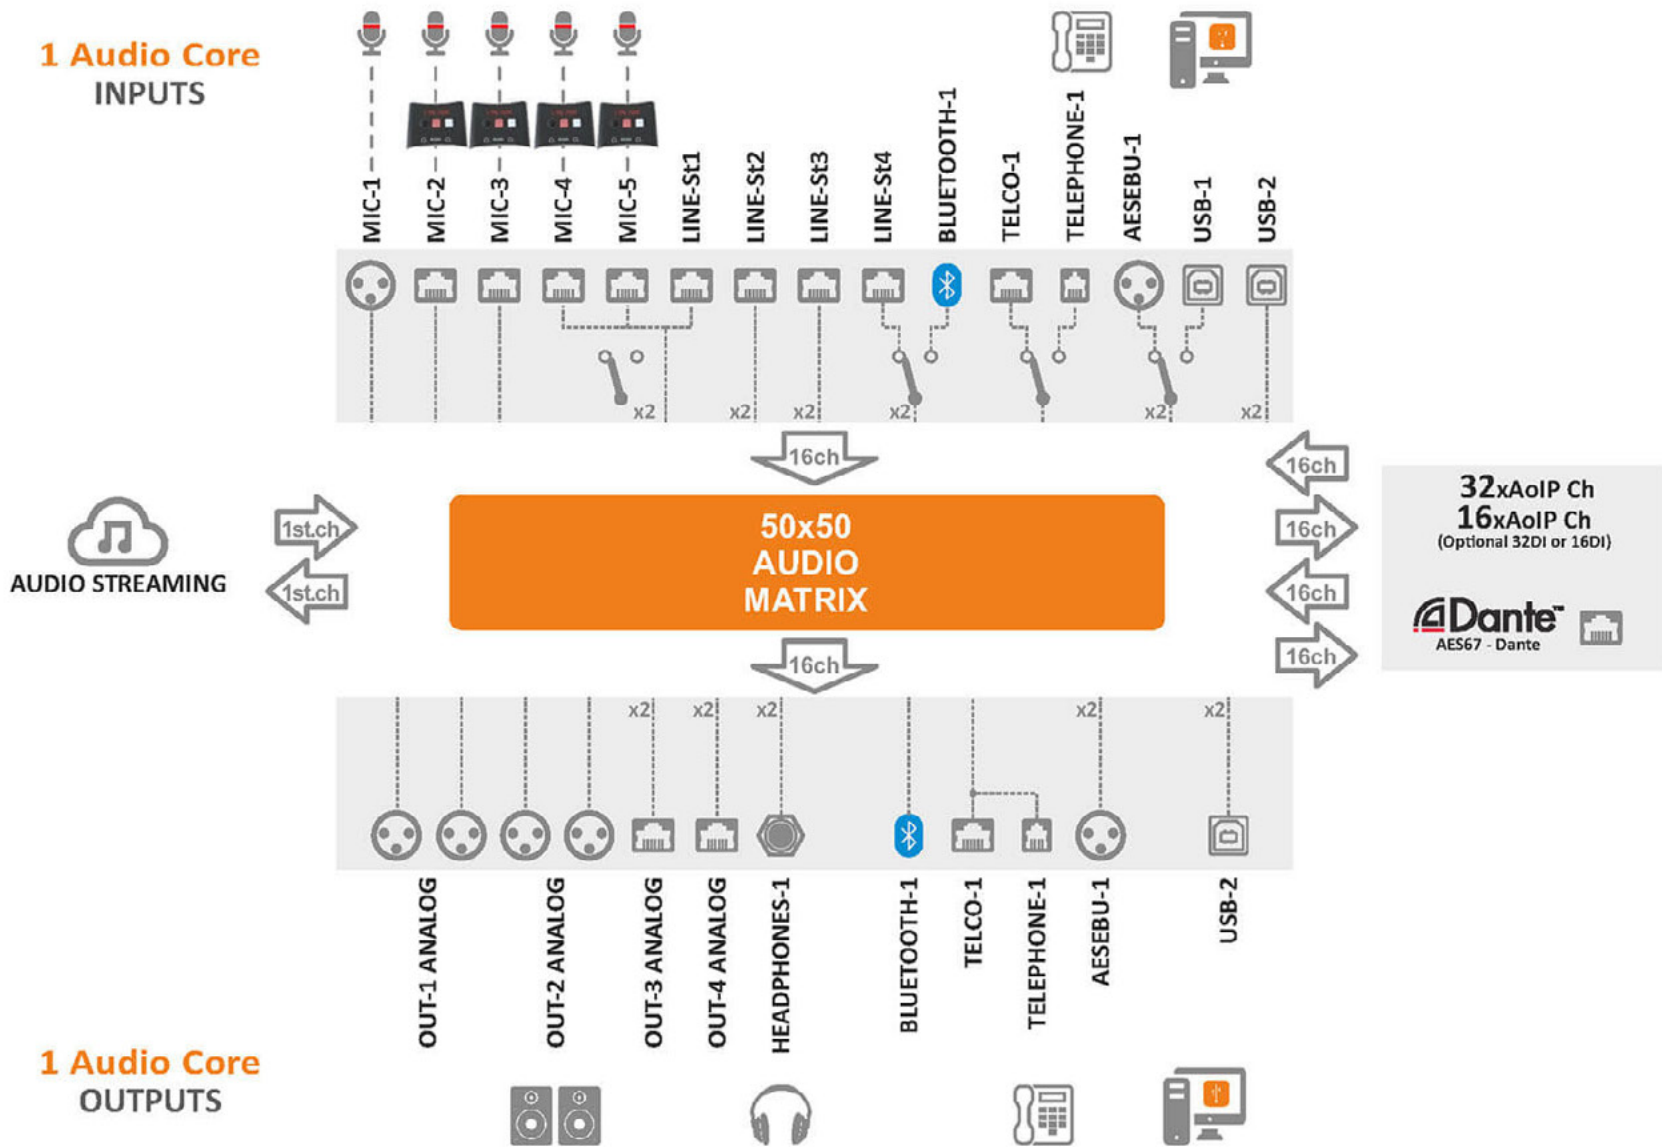 1 Audio Core
INPUTS
MIC-1
MIC-2
MIC-3
MIC-4
MIC-5
LINE-St1
LINE-St2
LINE-St3
LINE-St4
BLUETOOTH-1
TELCO-1
TELEPHONE-1
AESEBU-1
USB-1
USB-2
x2
x2
x2
x2
x2
x2
16ch
16ch
32xAoIP Ch
16xAoIP Ch
(Optional 32DI or 16DI)
1st.ch
50x50
AUDIO
MATRIX
16ch
AUDIO STREAMING
1st.ch
16ch
Dante™
AES67 - Dante
16ch
16ch
x2
x2
x2
x2
x2
OUT-1 ANALOG
OUT-2 ANALOG
OUT-3 ANALOG
OUT-4 ANALOG
HEADPHONES-1
BLUETOOTH-1
TELCO-1
TELEPHONE-1
AESEBU-1
USB-2
1 Audio Core
OUTPUTS